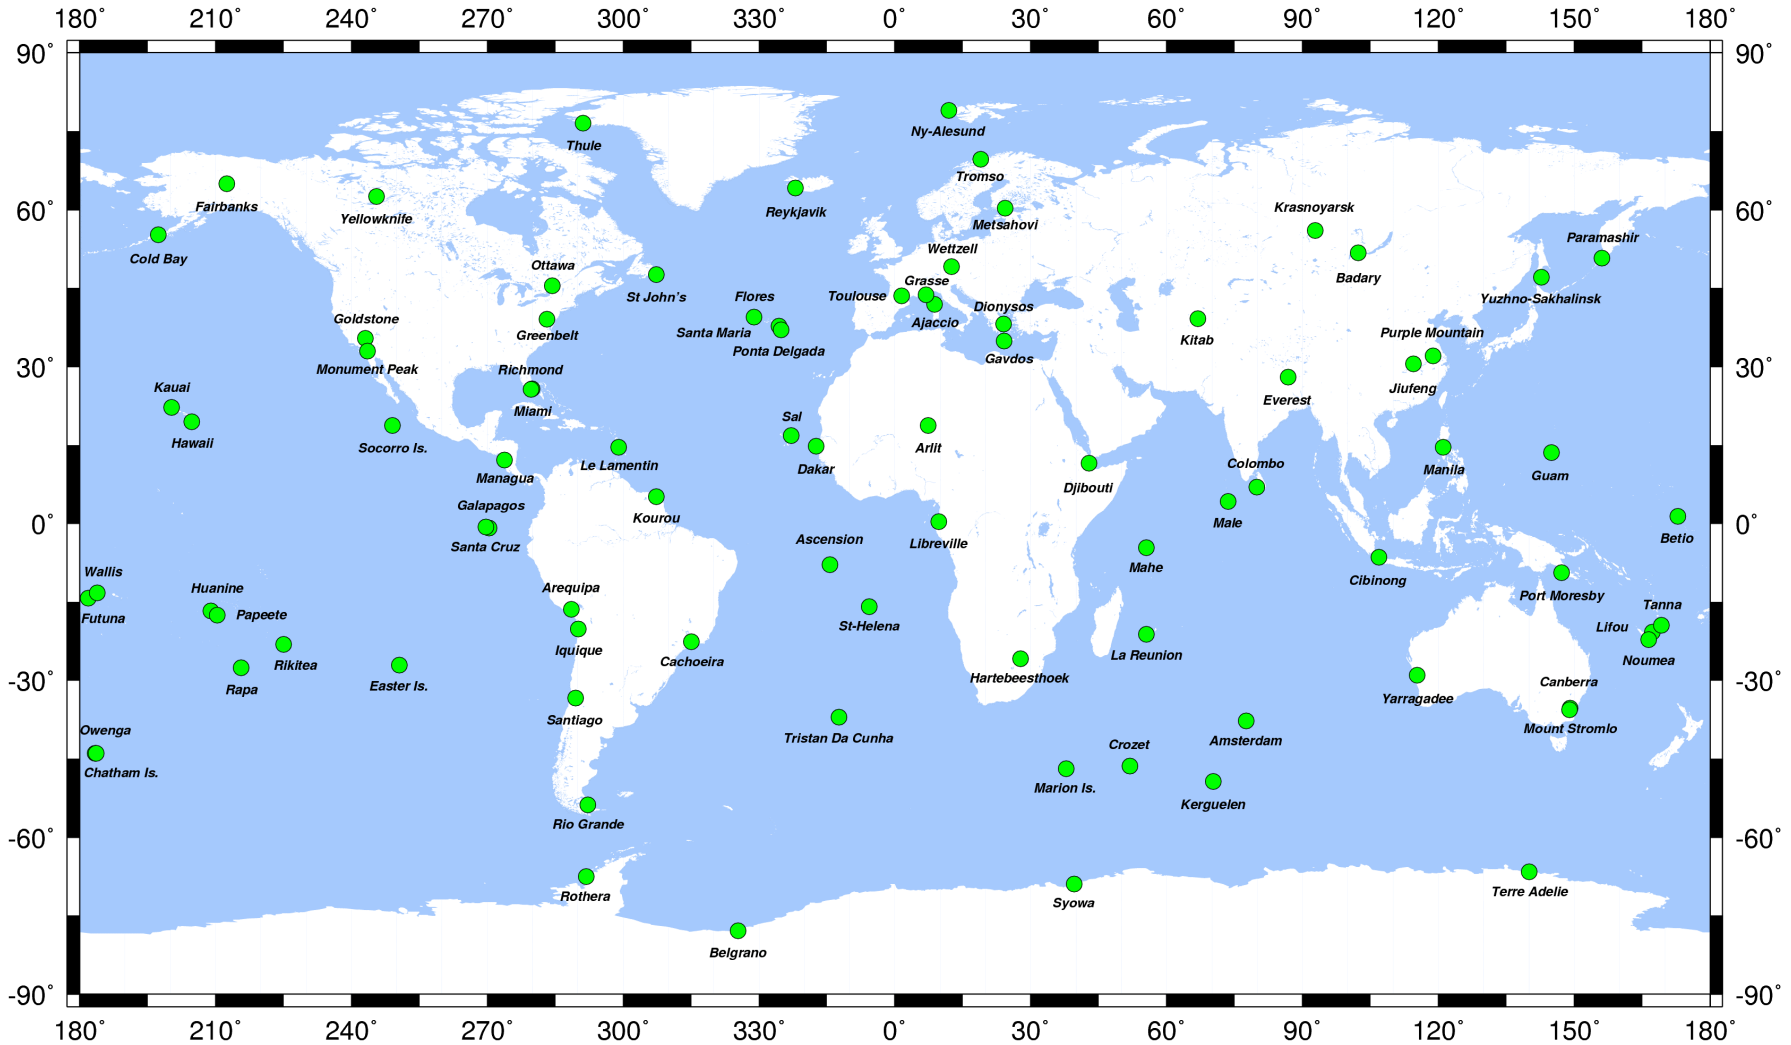 180° 210° 240° 270° 300° 330° 0° 30° 60° 90° 120° 150° 180°
90° 90°
Ny-Alesund
Thule
Tromso
Fairbanks
Yellowknife
Reykjavik
60° Metsahovi Krasnoyarsk 60°
Cold Bay
Wettzell
Paramashir
Ottawa
Badary
Grasse
St John's
Flores
Toulouse
Yuzhno-Sakhalinsk
Dionysos
Goldstone
Ajaccio
Greenbelt
Santa Maria
Kitab
Purple Mountain
Ponta Delgada
Gavdos
30° Monument Peak Richmond 30°
Kauai
Jiufeng
Everest
Miami
Sal
Hawaii
Socorro Is.
Arlit
Le Lamentin
Dakar
Colombo
Manila
Managua
Guam
Djibouti
Galapagos
Kourou
Male
0° 0°
Santa Cruz
Ascension
Libreville
Betio
Wallis
Mahe
Cibinong
Huanine
Arequipa
Port Moresby
Tanna
Futuna
Papeete
St-Helena
Lifou
Rikitea
Iquique
Cachoeira
La Reunion
Noumea
-30° Rapa Easter Is. Hartebeesthoek Canberra -30°
Yarragadee
Santiago
Owenga
Tristan Da Cunha
Mount Stromlo
Crozet
Amsterdam
Chatham Is.
Marion Is.
Kerguelen
Rio Grande
-60° -60°
Rothera
Syowa
Terre Adelie
Belgrano
-90° -90°
180° 210° 240° 270° 300° 330° 0° 30° 60° 90° 120° 150° 180°